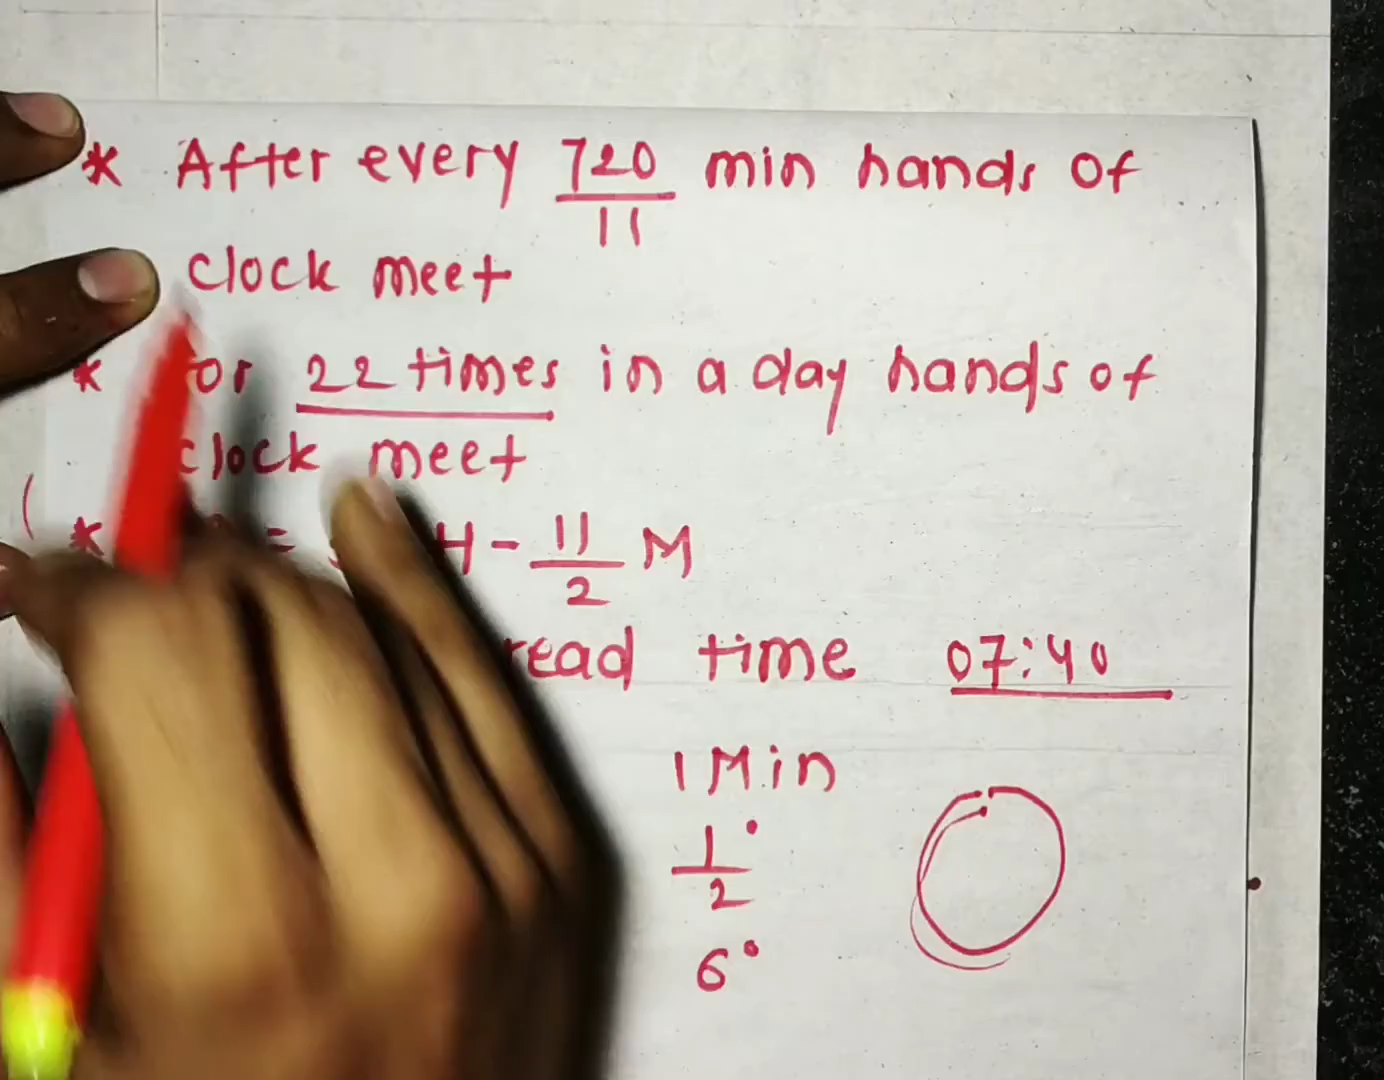 * After every 720/11 min hands of
clock meet
* or 22 times in a day hands of
clock meet
* = H - 11/2 M
read time 07:40
1 Min
1/2°
6°